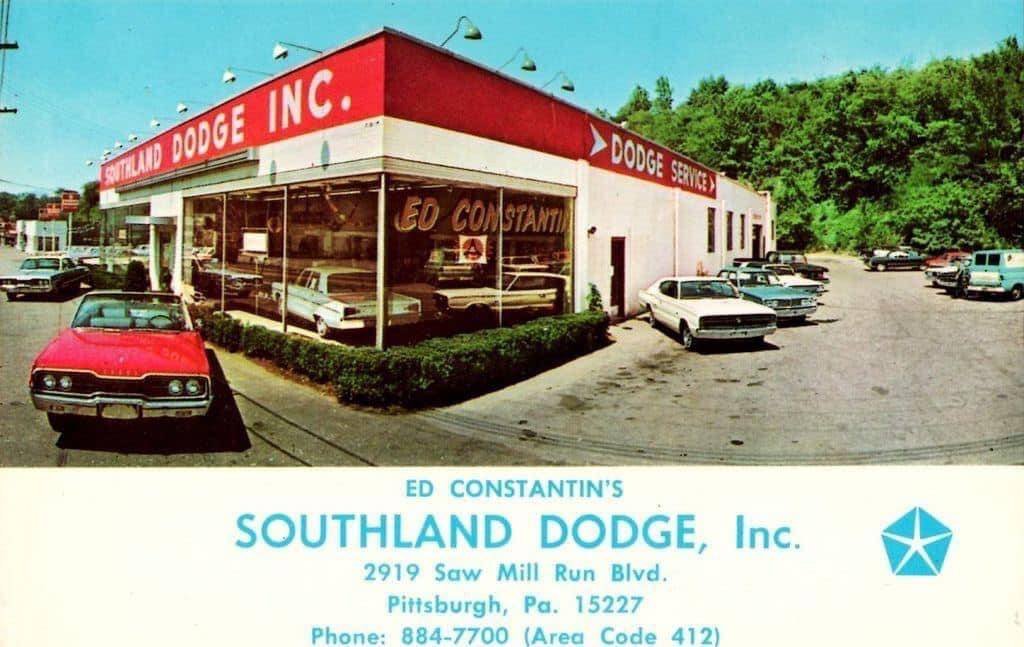 SOUTHLAND DODGE INC.
DODGE SERVICE
ED CONSTANTIN
A
DODGE
ED CONSTANTIN'S
SOUTHLAND DODGE, Inc.
2919 Saw Mill Run Blvd.
Pittsburgh, Pa. 15227
Phone: 884-7700 (Area Code 412)